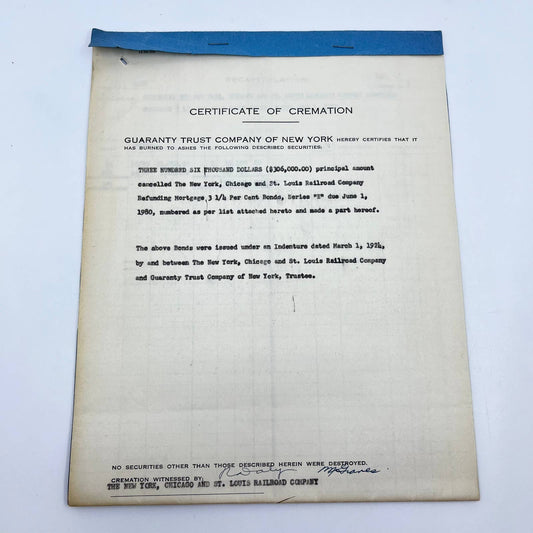 CERTIFICATE OF CREMATION
GUARANTY TRUST COMPANY OF NEW YORK HEREBY CERTIFIES THAT IT
HAS BURNED TO ASHES THE FOLLOWING DESCRIBED SECURITIES:
THREE HUNDRED SIX THOUSAND DOLLARS ($306,000.00) principal amount
cancelled The New York, Chicago and St. Louis Railroad Company
Refunding Mortgage 3 1/4 Per Cent Bonds, Series "E" due June 1,
1980, numbered as per list attached hereto and made a part hereof.
The above Bonds were issued under an Indenture dated March 1, 1924,
by and between The New York, Chicago and St. Louis Railroad Company
and Guaranty Trust Company of New York, Trustee.
NO SECURITIES OTHER THAN THOSE DESCRIBED HEREIN WERE DESTROYED.
CREMATION WITNESSED BY: R Daly
THE NEW YORK, CHICAGO AND ST. LOUIS RAILROAD COMPANY